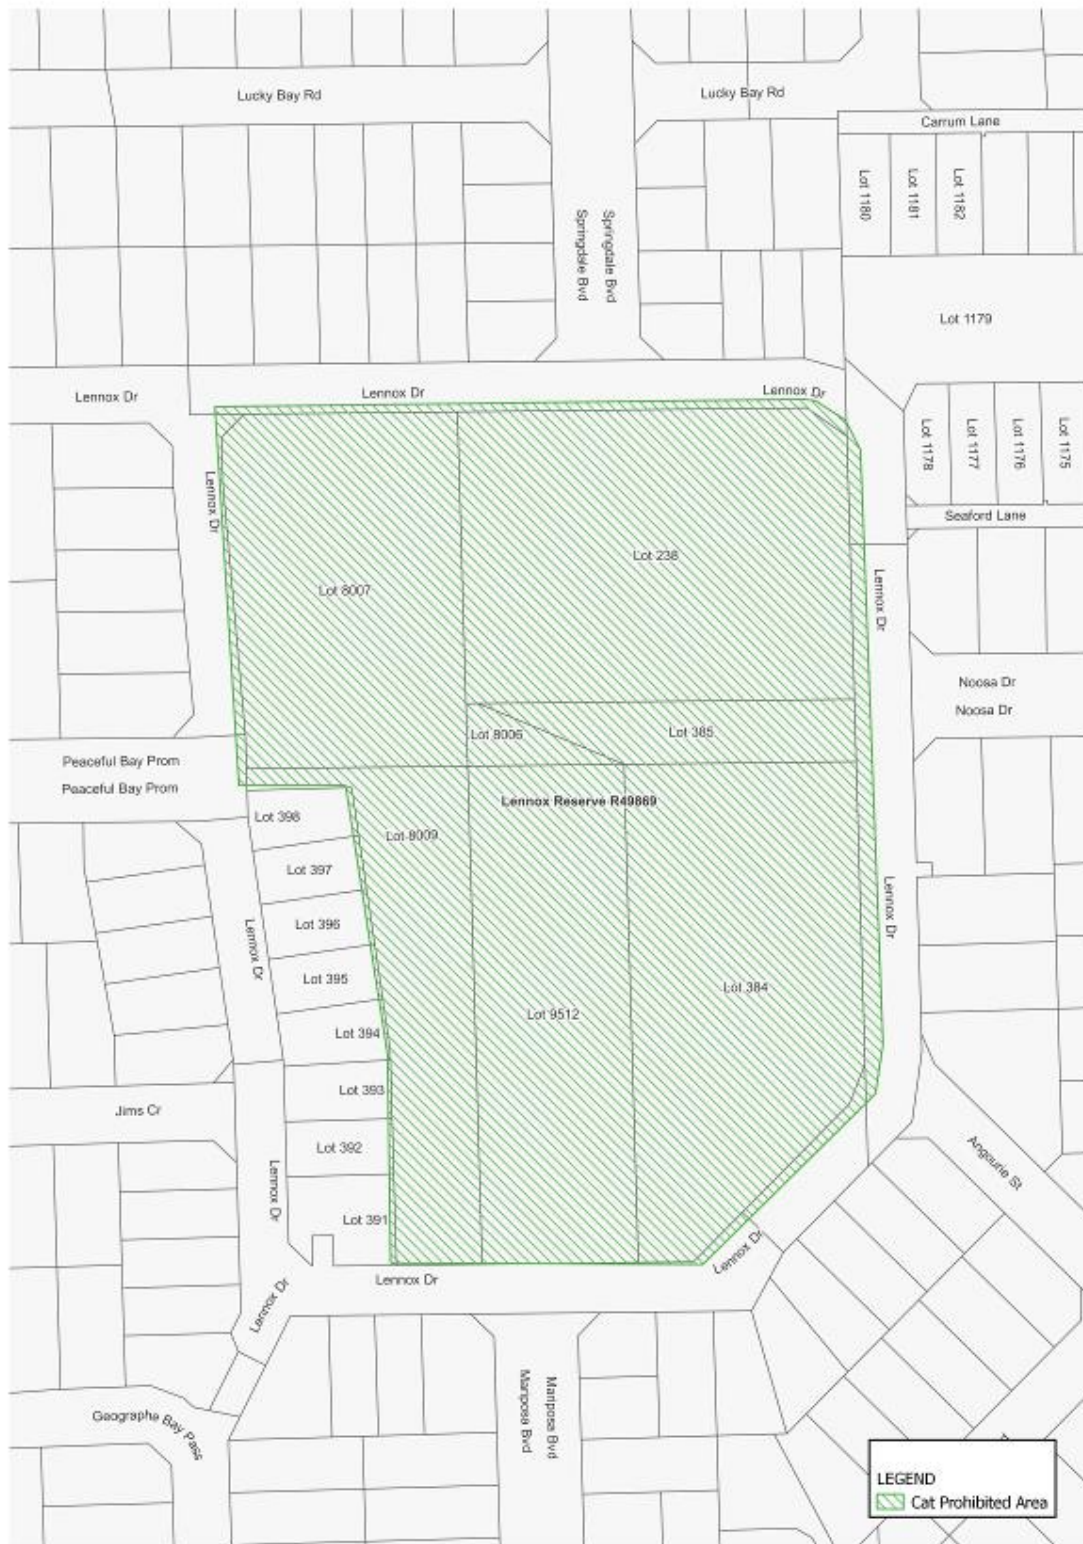 Lucky Bay Rd
Lucky Bay Rd
Carrum Lane
Lot 1180
Lot 1181
Lot 1182
Springdale Bvd
Springdale Bvd
Lot 1179
Lennox Dr
Lennox Dr
Lennox Dr
Lot 1178
Lot 1177
Lot 1176
Lot 1175
Lennox Dr
Seaford Lane
Lot 238
Lot 8007
Lennox Dr
Noosa Dr
Noosa Dr
Lot 8006
Lot 385
Peaceful Bay Prom
Peaceful Bay Prom
Lennox Reserve R49869
Lot 398
Lot 8009
Lot 397
Lennox Dr
Lot 396
Lennox Dr
Lot 395
Lot 384
Lot 9512
Lot 394
Lot 393
Jims Cr
Lot 392
Angourie St
Lennox Dr
Lot 391
Lennox Dr
Lennox Dr
Lennox Dr
Mariposa Bvd
Mariposa Bvd
Geographe Bay Pass
LEGEND
Cat Prohibited Area